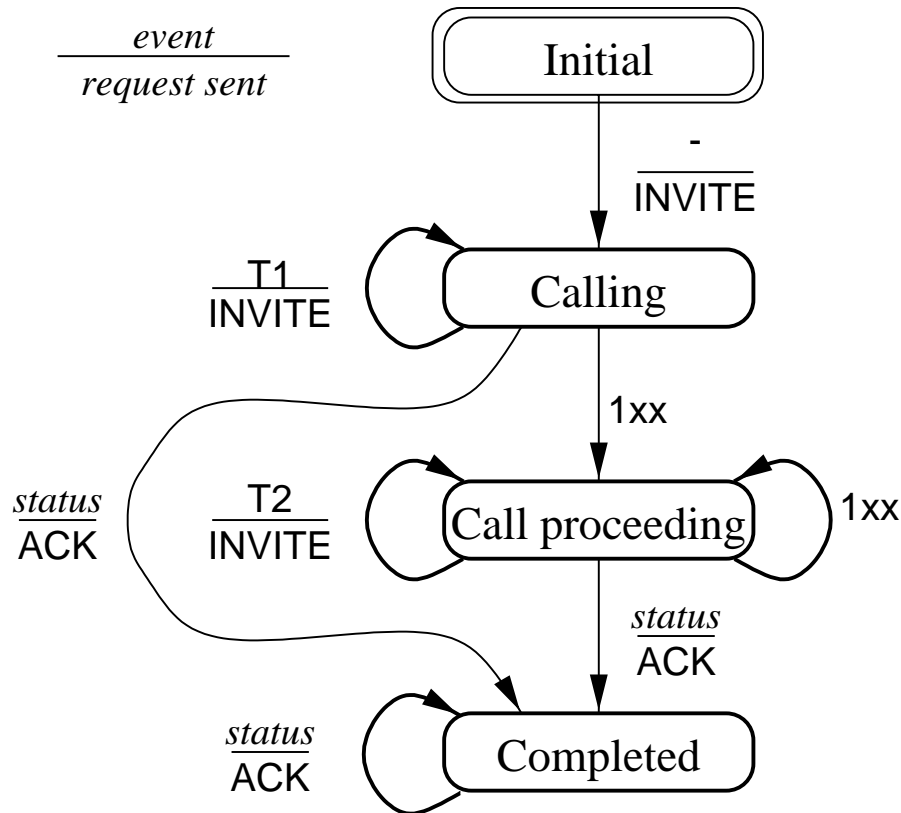 event
request sent
Initial
-
INVITE
T1
INVITE
Calling
1xx
status
ACK
T2
INVITE
Call proceeding
1xx
status
ACK
status
ACK
Completed